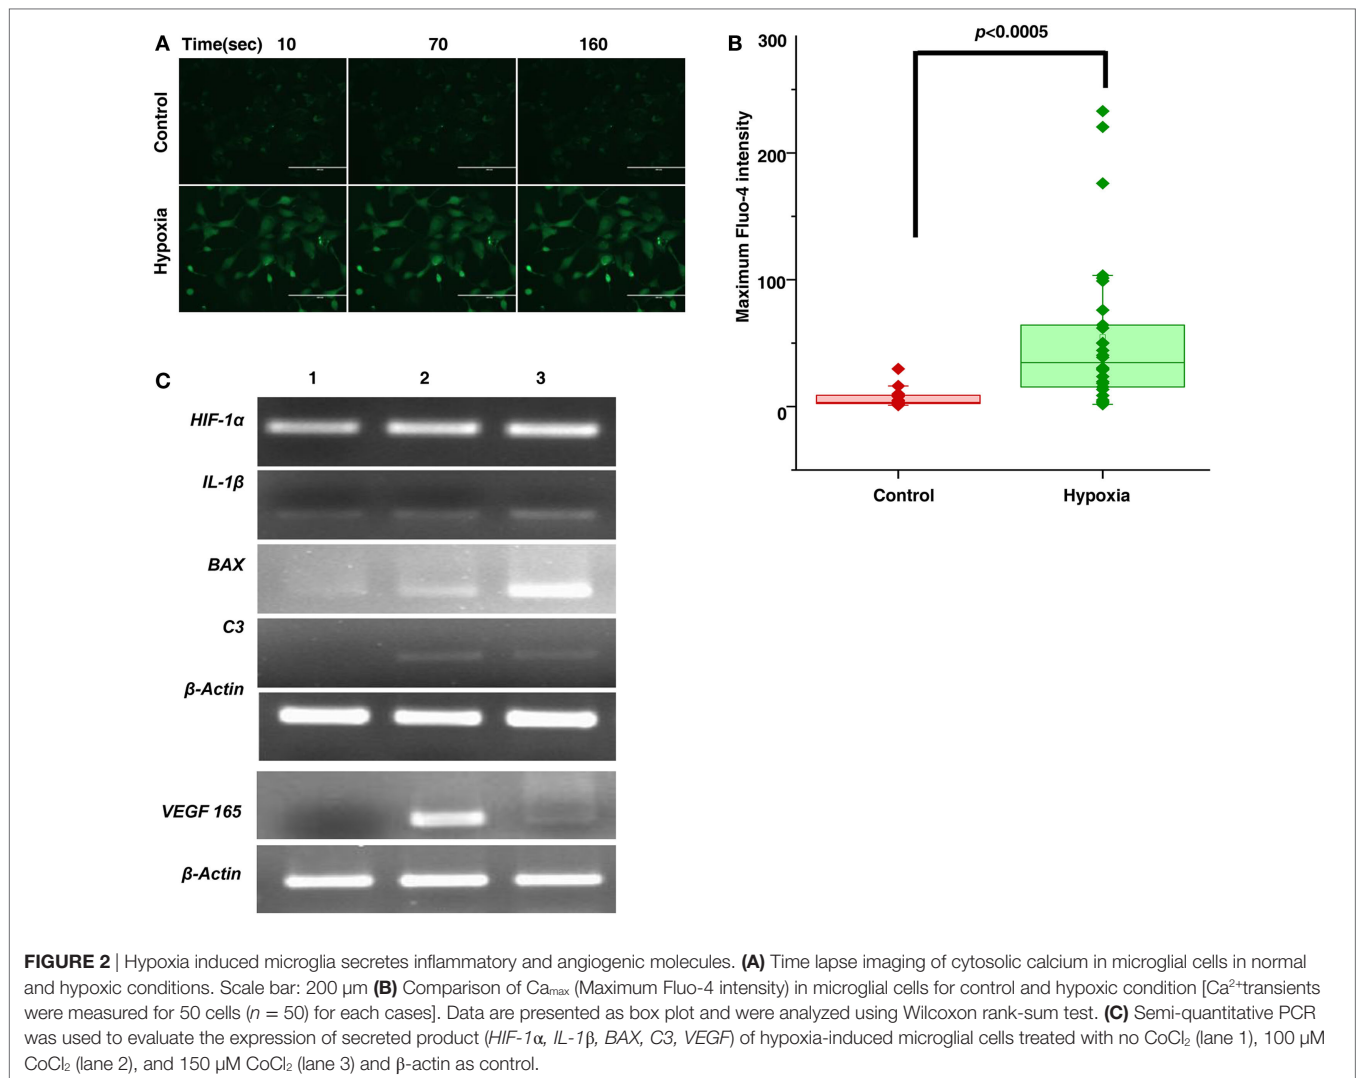 A Time(sec) 10 70 160
Control
Hypoxia
B
p<0.0005
Maximum Fluo-4 intensity
300
200
100
0
Control Hypoxia
C 1 2 3
HIF-1α
IL-1β
BAX
C3
β-Actin
VEGF 165
β-Actin
FIGURE 2 | Hypoxia induced microglia secretes inflammatory and angiogenic molecules. (A) Time lapse imaging of cytosolic calcium in microglial cells in normal
and hypoxic conditions. Scale bar: 200 µm (B) Comparison of Camax (Maximum Fluo-4 intensity) in microglial cells for control and hypoxic condition [Ca2+transients
were measured for 50 cells (n = 50) for each cases]. Data are presented as box plot and were analyzed using Wilcoxon rank-sum test. (C) Semi-quantitative PCR
was used to evaluate the expression of secreted product (HIF-1α, IL-1β, BAX, C3, VEGF) of hypoxia-induced microglial cells treated with no CoCl2 (lane 1), 100 µM
CoCl2 (lane 2), and 150 µM CoCl2 (lane 3) and β-actin as control.